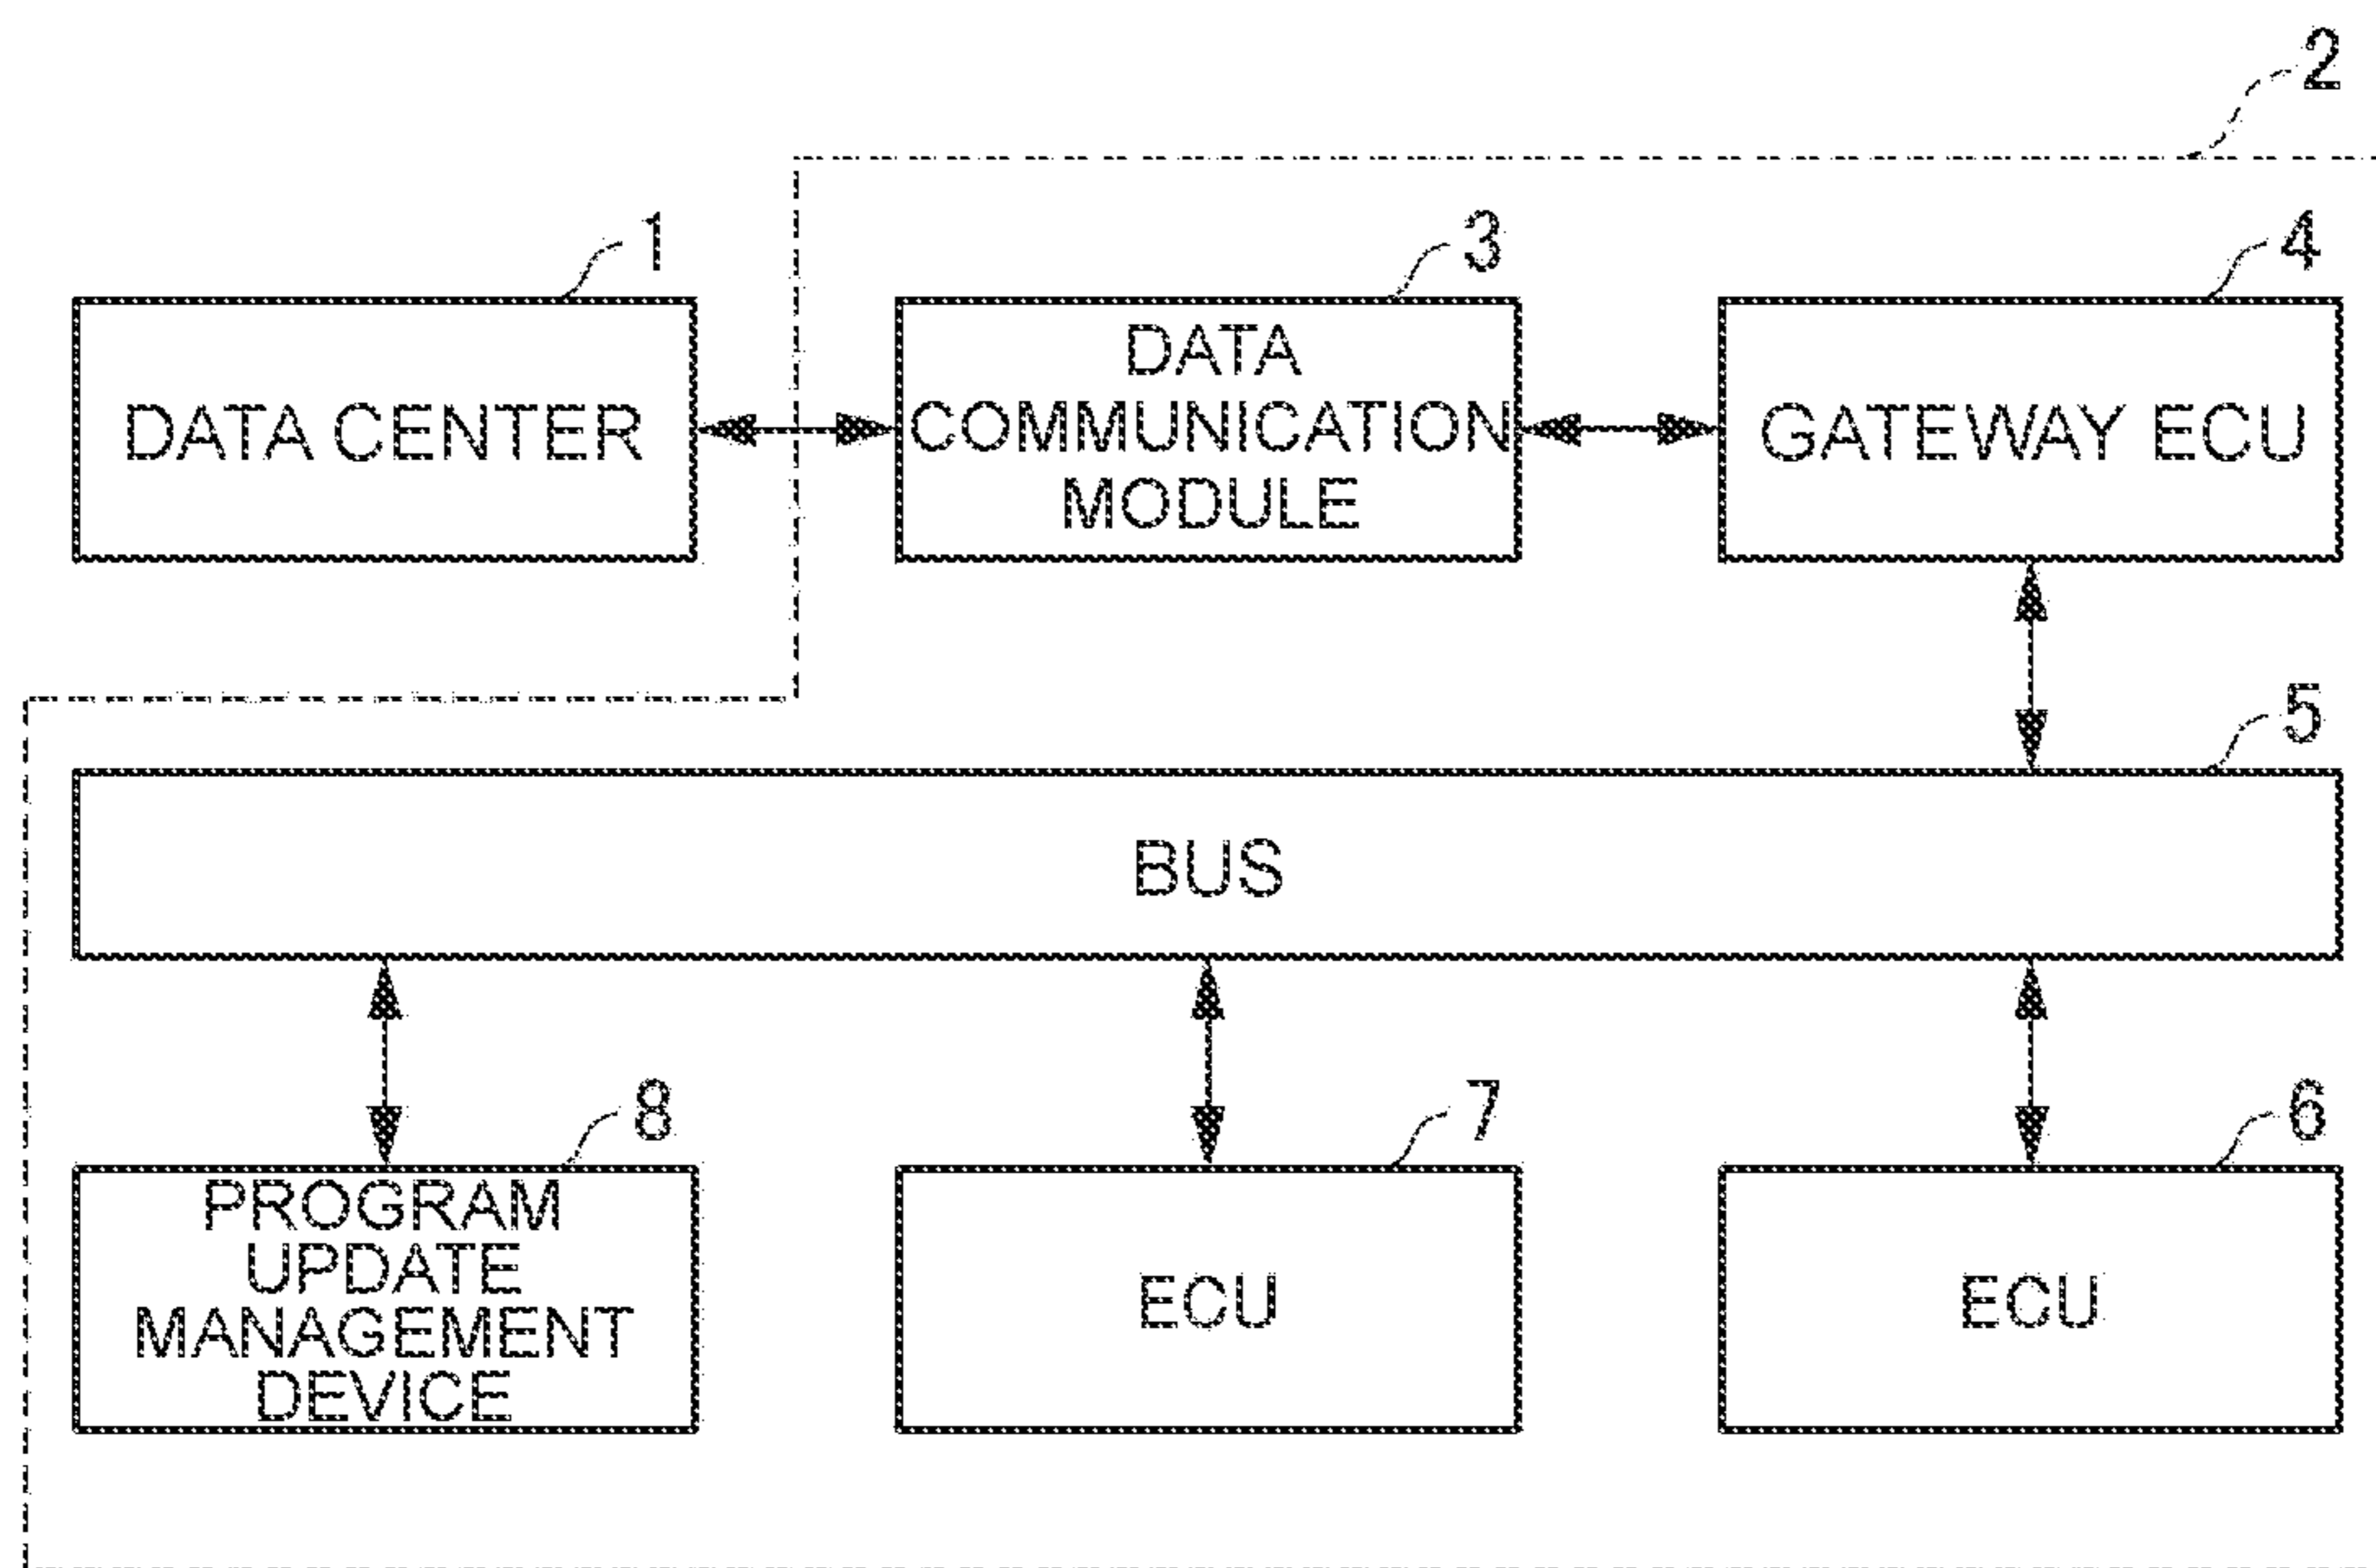 2
1
3
4
DATA CENTER
DATA
COMMUNICATION
MODULE
GATEWAY ECU
5
BUS
8
7
6
PROGRAM
UPDATE
MANAGEMENT
DEVICE
ECU
ECU